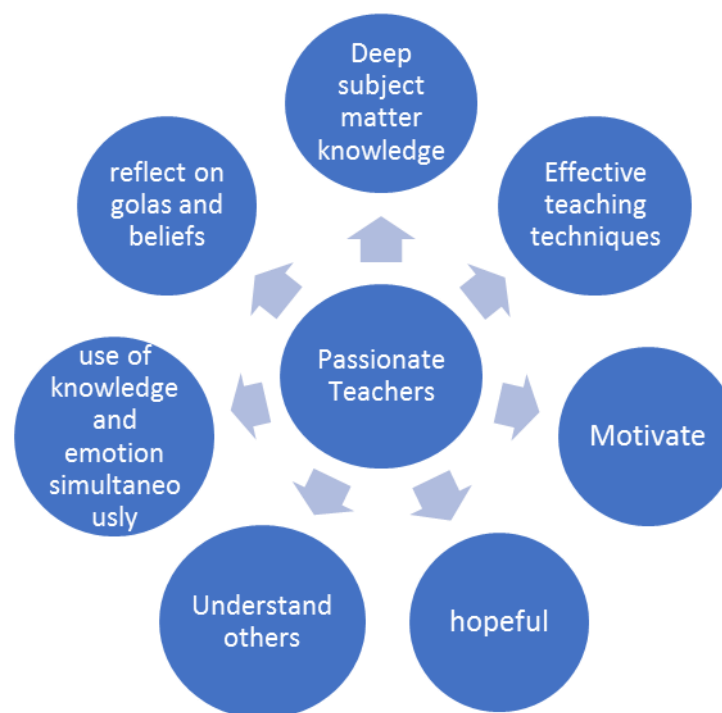 Deep
subject
matter
knowledge
Effective
teaching
techniques
Motivate
hopeful
Understand
others
use of
knowledge
and
emotion
simultaneo
usly
reflect on
golas and
beliefs
Passionate
Teachers